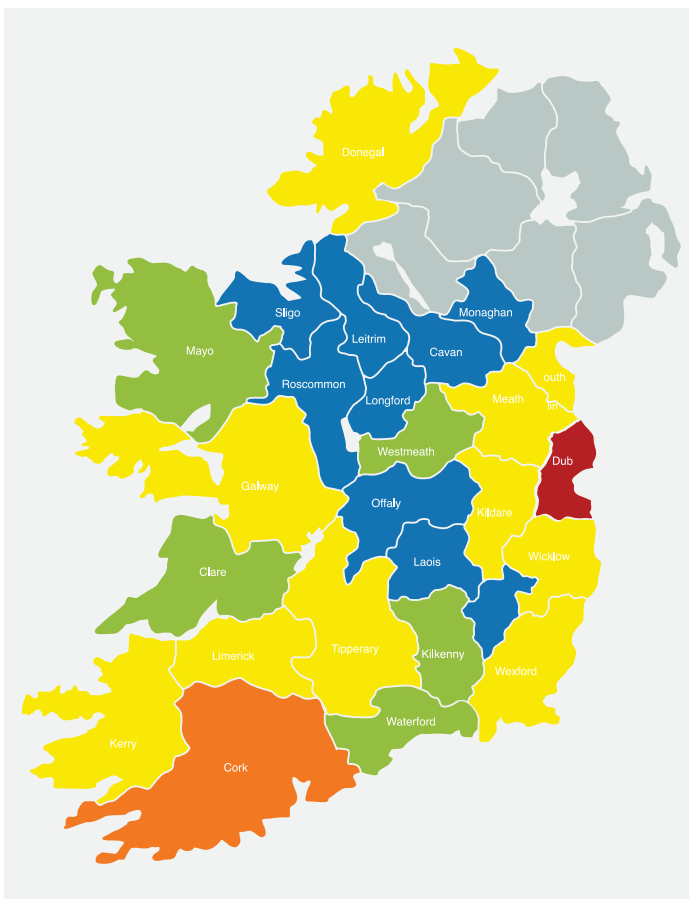 Donegal
Sligo
Monaghan
Leitrim
Mayo
Cavan
Roscommon
outh
Longford
Meath
lin
Westmeath
Dub
Galway
Offaly
Kildare
Laois
Wicklow
Clare
Limerick
Tipperary
Kilkenny
Wexford
Waterford
Kerry
Cork